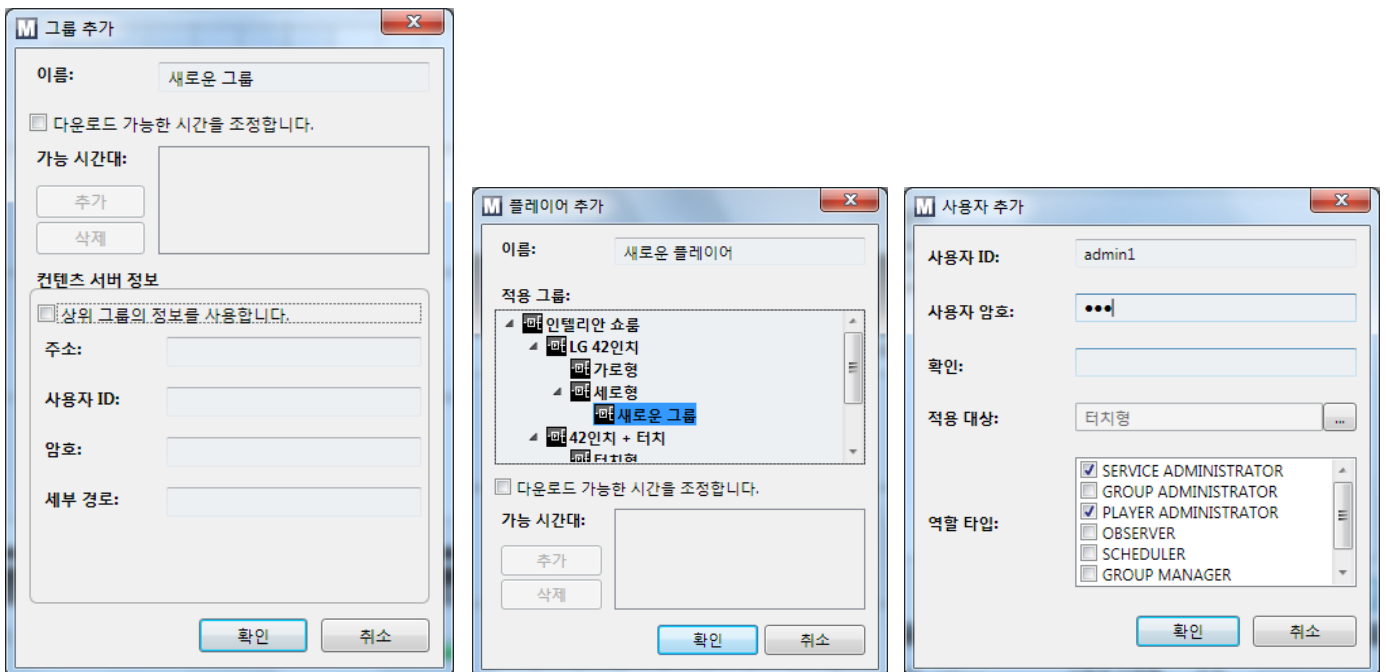 M 그룹 추가
이름: 새로운 그룹
다운로드 가능한 시간을 조정합니다.
가능 시간대:
추가
삭제
컨텐츠 서버 정보
상위 그룹의 정보를 사용합니다.
주소:
사용자 ID:
암호:
세부 경로:
확인 취소
M 플레이어 추가
이름: 새로운 플레이어
적용 그룹:
인텔리안 쇼룸
LG 42인치
가로형
세로형
새로운 그룹
42인치 + 터치
터치형
다운로드 가능한 시간을 조정합니다.
가능 시간대:
추가
삭제
확인 취소
M 사용자 추가
사용자 ID: admin1
사용자 암호: ●●●
확인:
적용 대상: 터치형 ...
역할 타입:
SERVICE ADMINISTRATOR
GROUP ADMINISTRATOR
PLAYER ADMINISTRATOR
OBSERVER
SCHEDULER
GROUP MANAGER
확인 취소